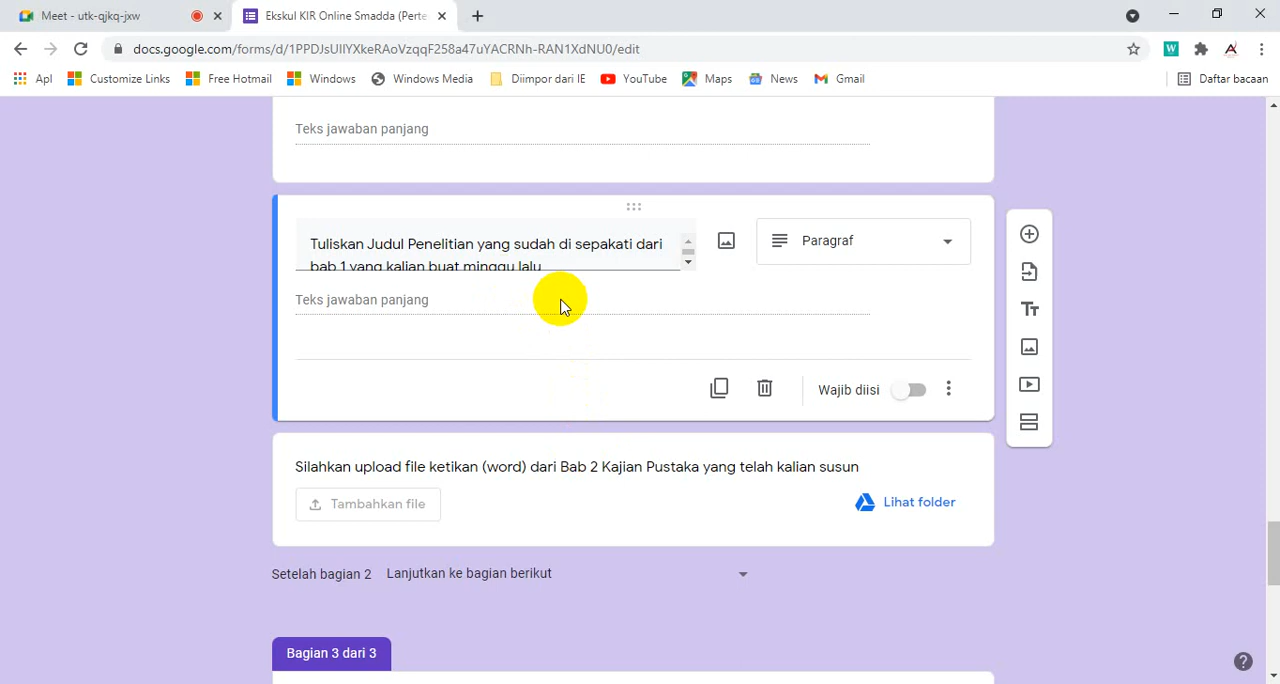 Meet - utk-qjkq-jxw
Ekskul KIR Online Smadda (Perte
docs.google.com/forms/d/1PPDJsUIlYXkeRAoVzqqF258a47uYACRNh-RAN1XdNU0/edit
Apl
Customize Links
Free Hotmail
Windows
Windows Media
Diimpor dari IE
YouTube
Maps
News
Gmail
Daftar bacaan
Teks jawaban panjang
Tuliskan Judul Penelitian yang sudah di sepakati dari
bab 1 yang kalian buat minggu lalu
Paragraf
Teks jawaban panjang
Wajib diisi
Silahkan upload file ketikan (word) dari Bab 2 Kajian Pustaka yang telah kalian susun
Tambahkan file
Lihat folder
Setelah bagian 2 Lanjutkan ke bagian berikut
Bagian 3 dari 3